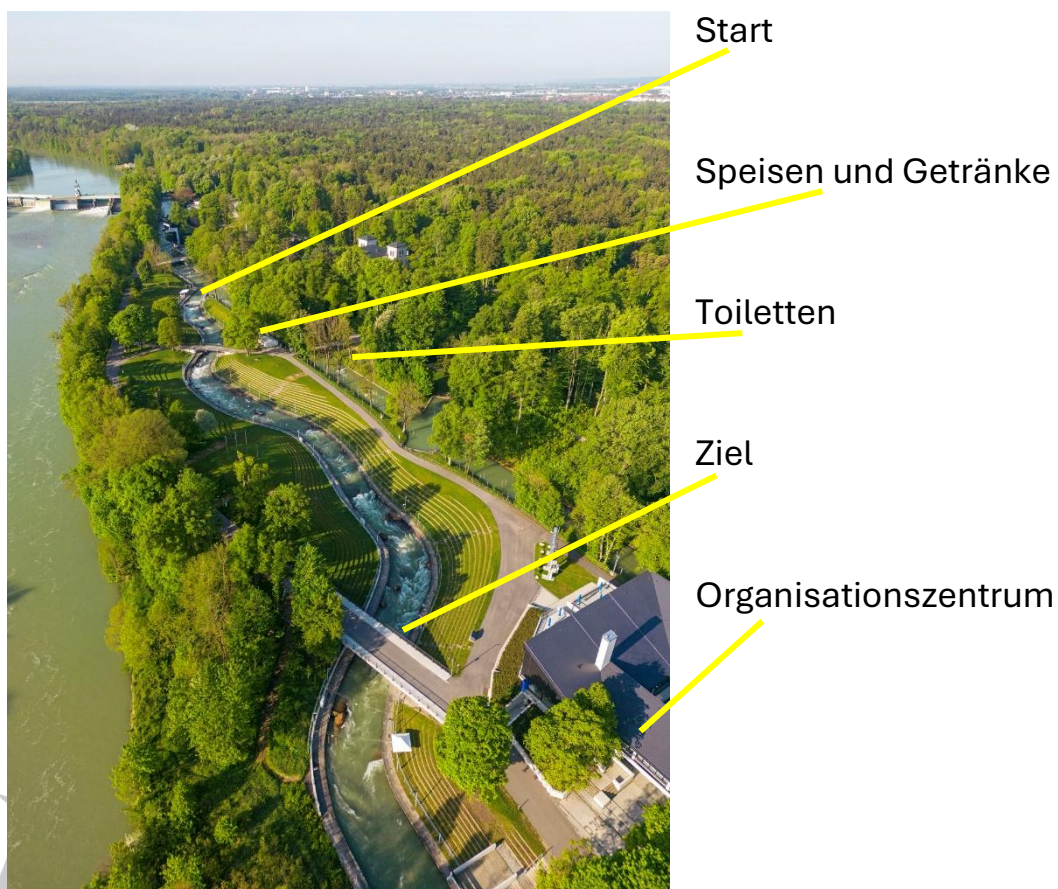 Start
Speisen und Getränke
Toiletten
Ziel
Organisationszentrum